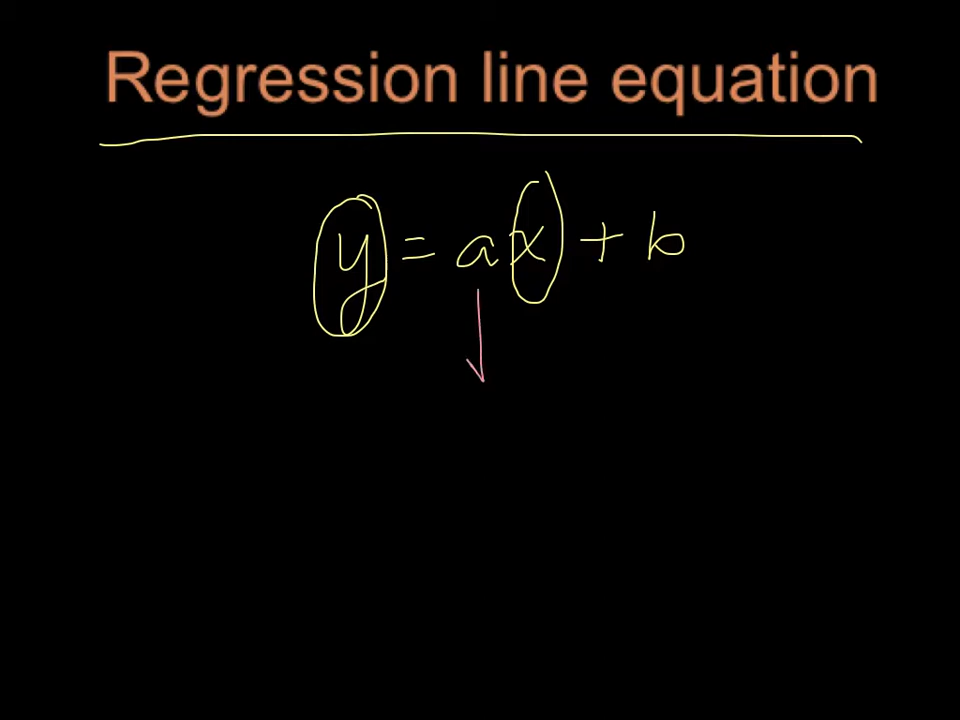 Regression line equation
y = ax + b